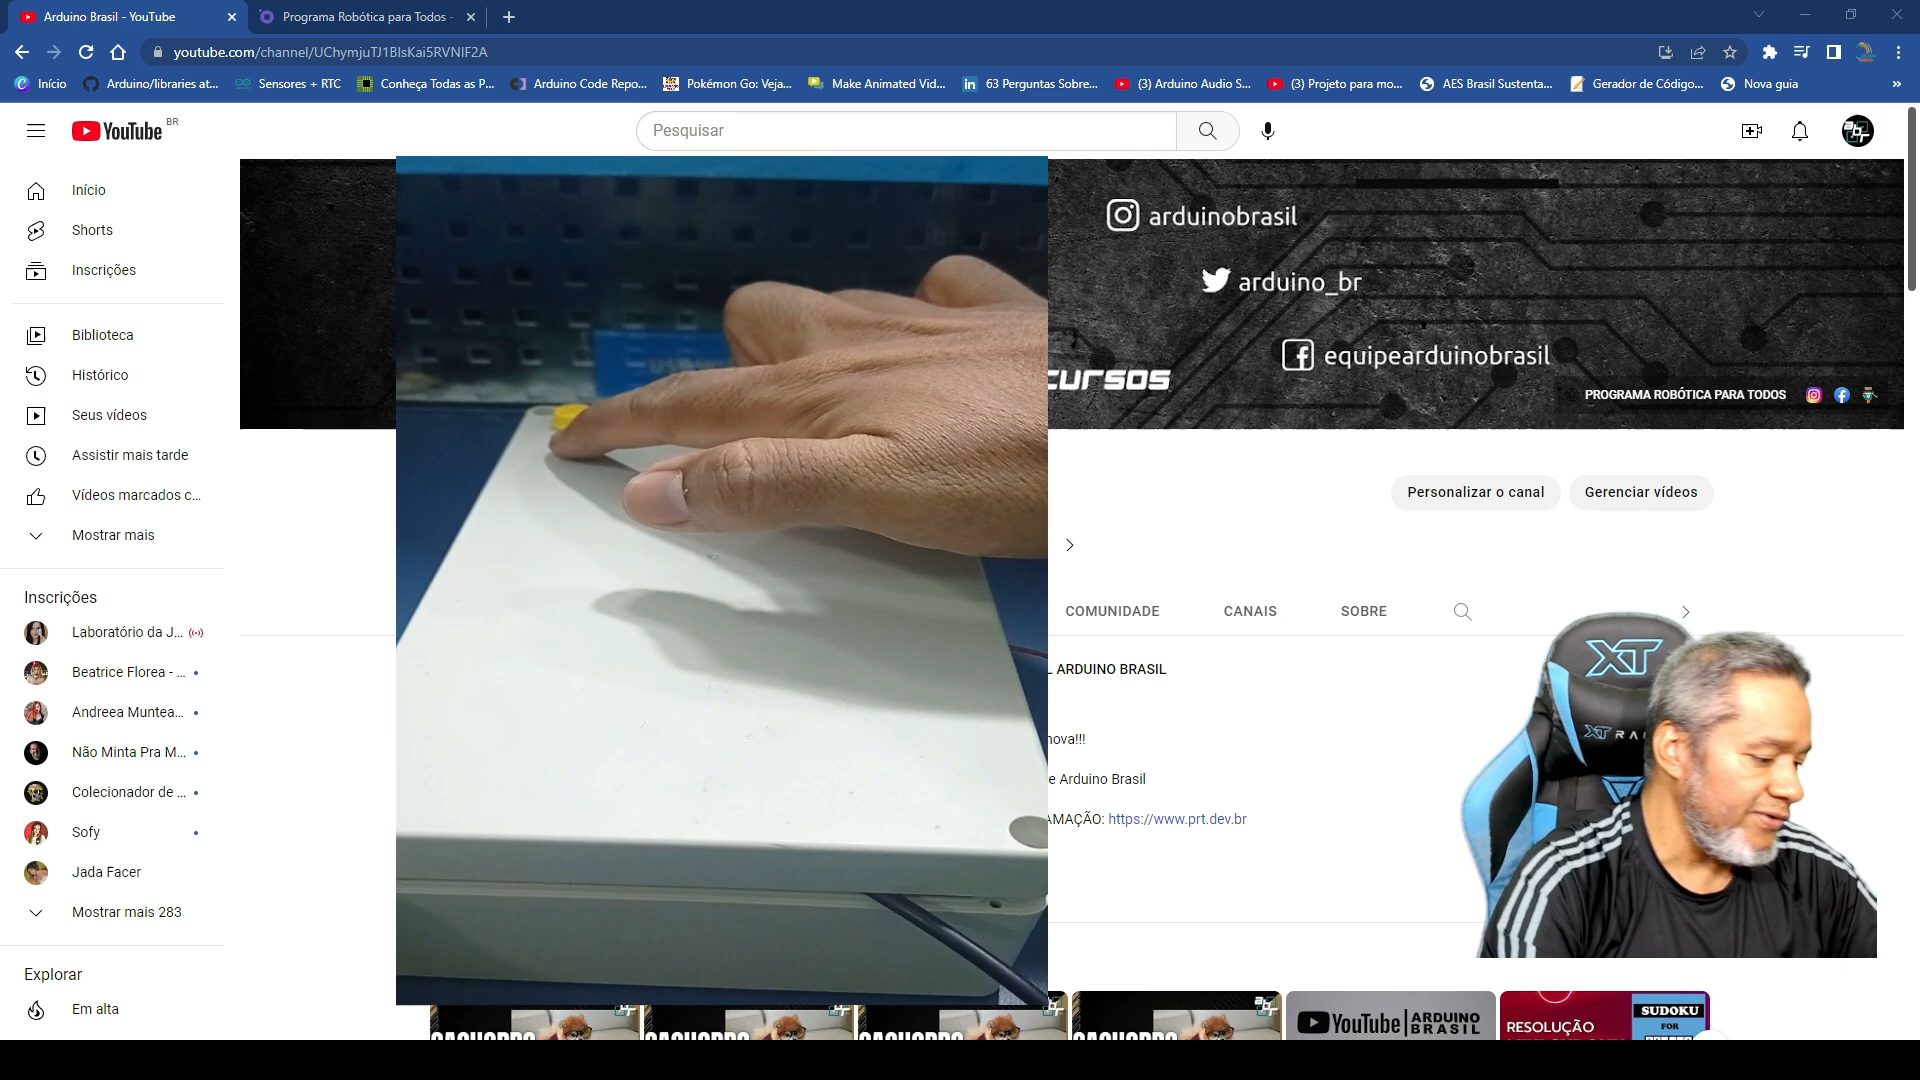 Arduino Brasil - YouTube
Programa Robótica para Todos -
youtube.com/channel/UChymjuTJ1BIsKai5RVNIF2A
Início
Arduino/libraries at...
Sensores + RTC
Conheça Todas as P...
Arduino Code Repo...
Pokémon Go: Veja...
Make Animated Vid...
63 Perguntas Sobre...
(3) Arduino Audio S...
(3) Projeto para mo...
AES Brasil Sustenta...
Gerador de Código...
Nova guia
YouTube BR
Pesquisar
Início
Shorts
Inscrições
Biblioteca
Histórico
Seus vídeos
Assistir mais tarde
Vídeos marcados c...
Mostrar mais
Inscrições
Laboratório da J...
Beatrice Florea - ...
Andreea Muntea...
Não Minta Pra M...
Colecionador de ...
Sofy
Jada Facer
Mostrar mais 283
Explorar
Em alta
arduinobrasil
arduino_br
equipearduinobrasil
cursos
PROGRAMA ROBÓTICA PARA TODOS
Personalizar o canal
Gerenciar vídeos
COMUNIDADE
CANAIS
SOBRE
ARDUINO BRASIL
nova!!!
e Arduino Brasil
AMAÇÃO: https://www.prt.dev.br
XT
XT RA
YouTube | ARDUINO BRASIL
RESOLUÇÃO
SUDOKU
FOR